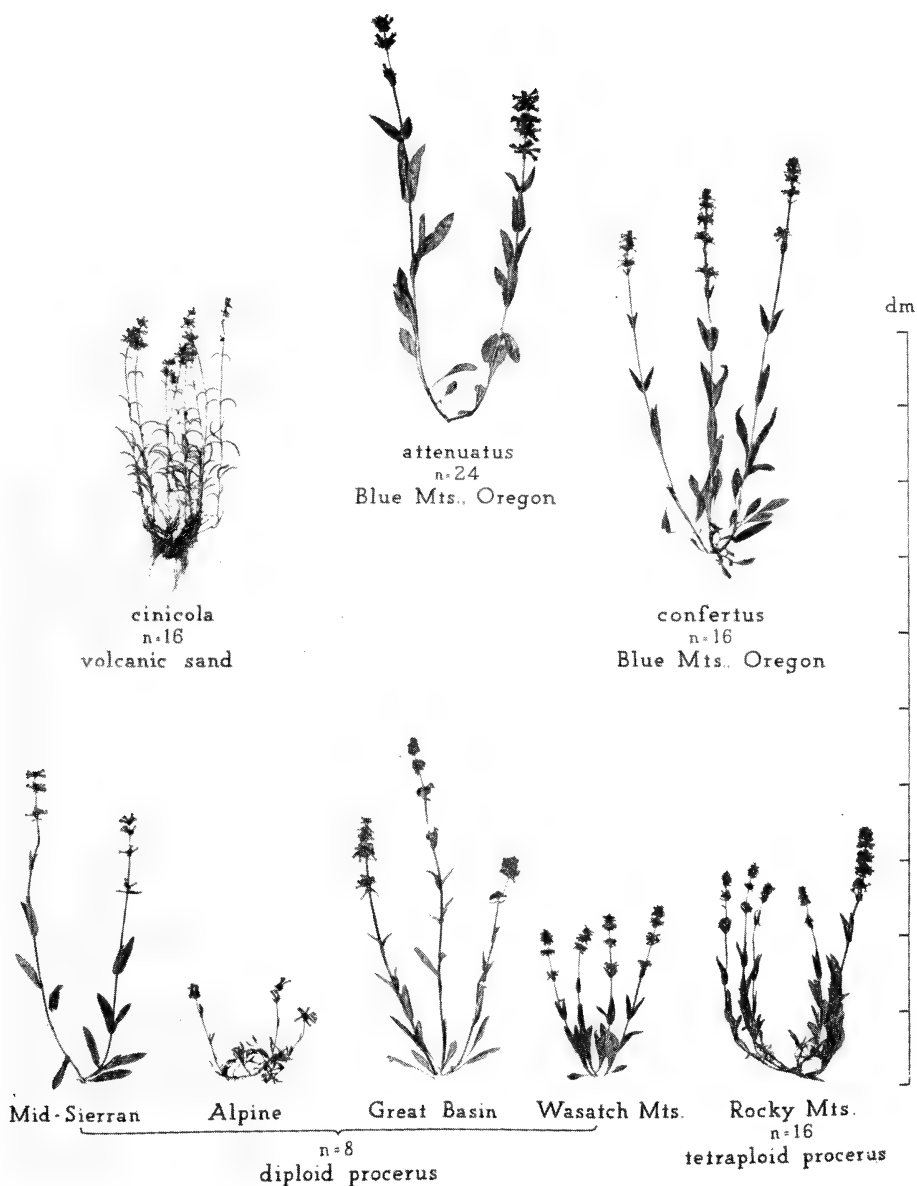 dm
attenuatus
n=24
Blue Mts., Oregon
cinicola
n=16
volcanic sand
confertus
n=16
Blue Mts., Oregon
Mid-Sierran
Alpine
Great Basin
Wasatch Mts.
Rocky Mts.
n=16
tetraploid procerus
n=8
diploid procerus